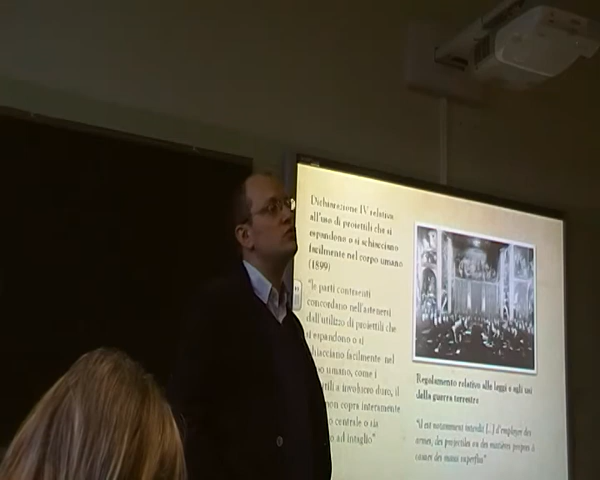 Dichiarazione IV relativa
all'uso di proiettili che si
espandono o si schiacciano
facilmente nel corpo umano
(1899)
"le parti contraenti
concordano nell'astenersi
dall'utilizzo di proiettili che
si espandono o si
schiacciano facilmente nel
umano, come i
a involucro duro, il
non copra interamente
centrale o sia
ad intaglio"
Regolamento relativo alle leggi e agli usi
della guerra terrestre
"il est notamment interdit [..] d'employer des
armes, des projectiles ou des matières propres à
causer des maux superflus"